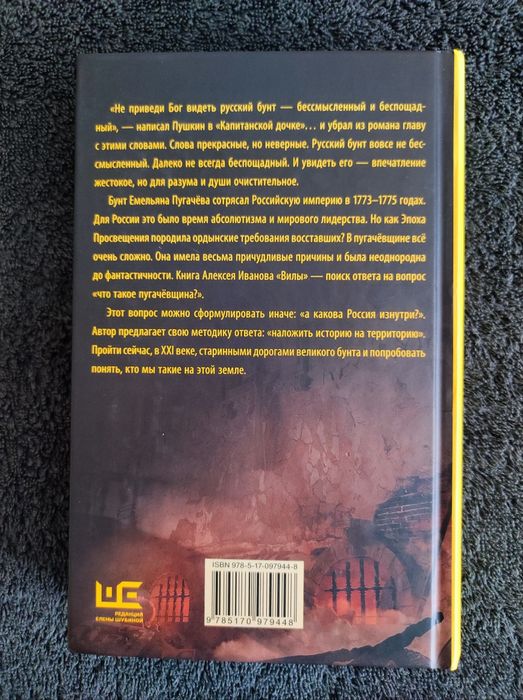 «Не приведи Бог видеть русский бунт — бессмысленный и беспощад-
ный», — написал Пушкин в «Капитанской дочке»… и убрал из романа главу
с этими словами. Слова прекрасные, но неверные. Русский бунт вовсе не бес-
смысленный. Далеко не всегда беспощадный. И увидеть его — впечатление
жестокое, но для разума и души очистительное.
Бунт Емельяна Пугачёва сотрясал Российскую империю в 1773–1775 годах.
Для России это было время абсолютизма и мирового лидерства. Но как Эпоха
Просвещения породила ордынские требования восставших? В пугачёвщине всё
очень сложно. Она имела весьма причудливые причины и была неоднородна
до фантастичности. Книга Алексея Иванова «Вилы» — поиск ответа на вопрос
«что такое пугачёвщина?».
Этот вопрос можно сформулировать иначе: «а какова Россия изнутри?».
Автор предлагает свою методику ответа: «наложить историю на территорию».
Пройти сейчас, в XXI веке, старинными дорогами великого бунта и попробовать
понять, кто мы такие на этой земле.
ISBN 978-5-17-097944-8
9 785170 979448
РЕДАКЦИЯ
ЕЛЕНЫ ШУБИНОЙ